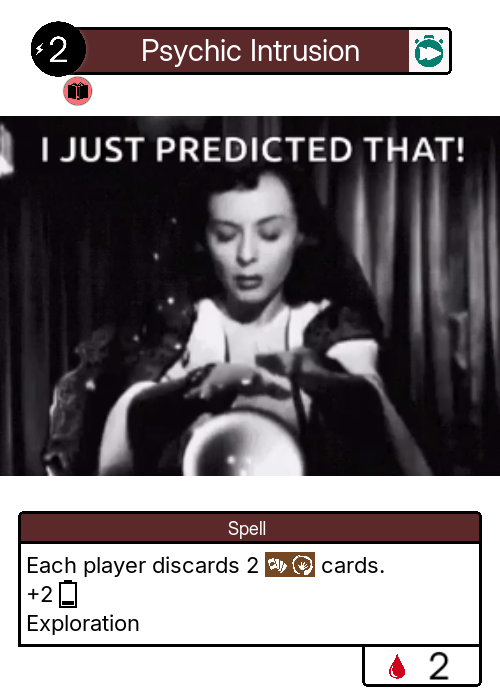 2
Psychic Intrusion
I JUST PREDICTED THAT!
Spell
Each player discards 2 cards.
+2
Exploration
2